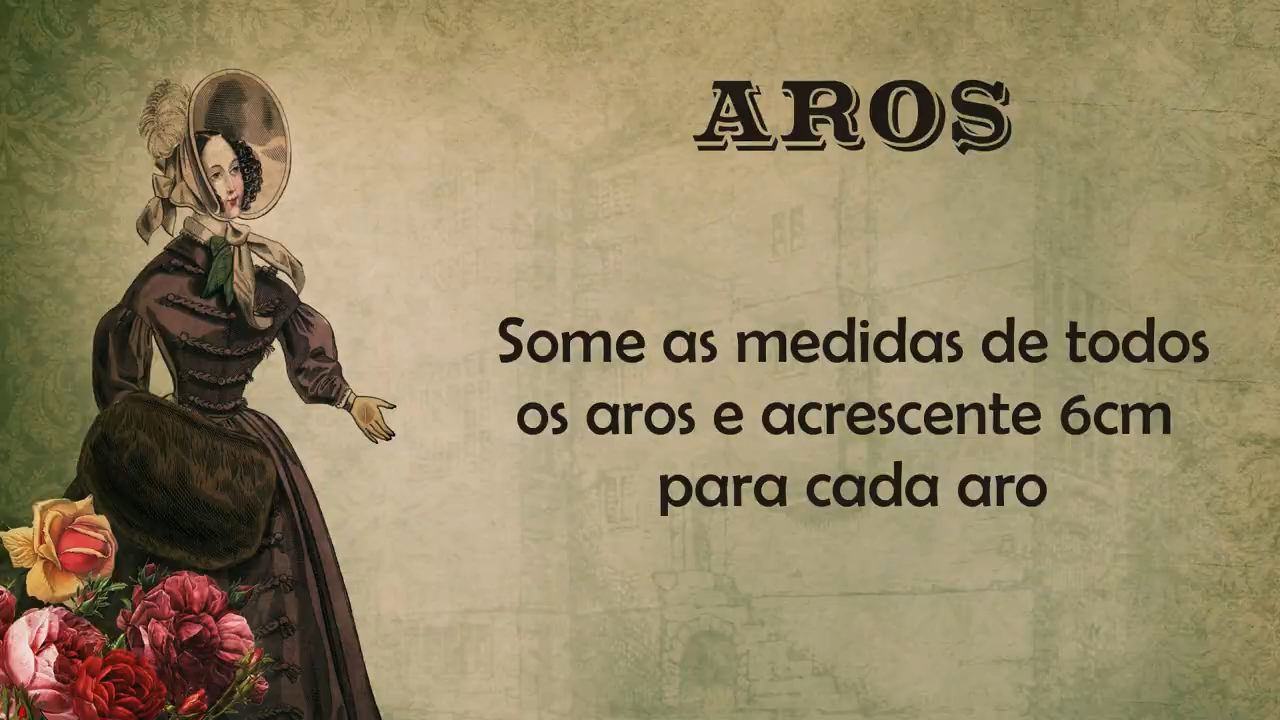 AROS
Some as medidas de todos
os aros e acrescente 6cm
para cada aro